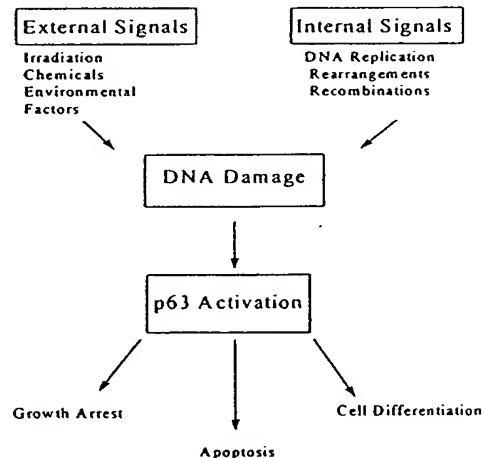 External Signals
Irradiation
Chemicals
Environmental
Factors
Internal Signals
DNA Replication
Rearrangements
Recombinations
DNA Damage
p63 Activation
Growth Arrest
Cell Differentiation
Apoptosis